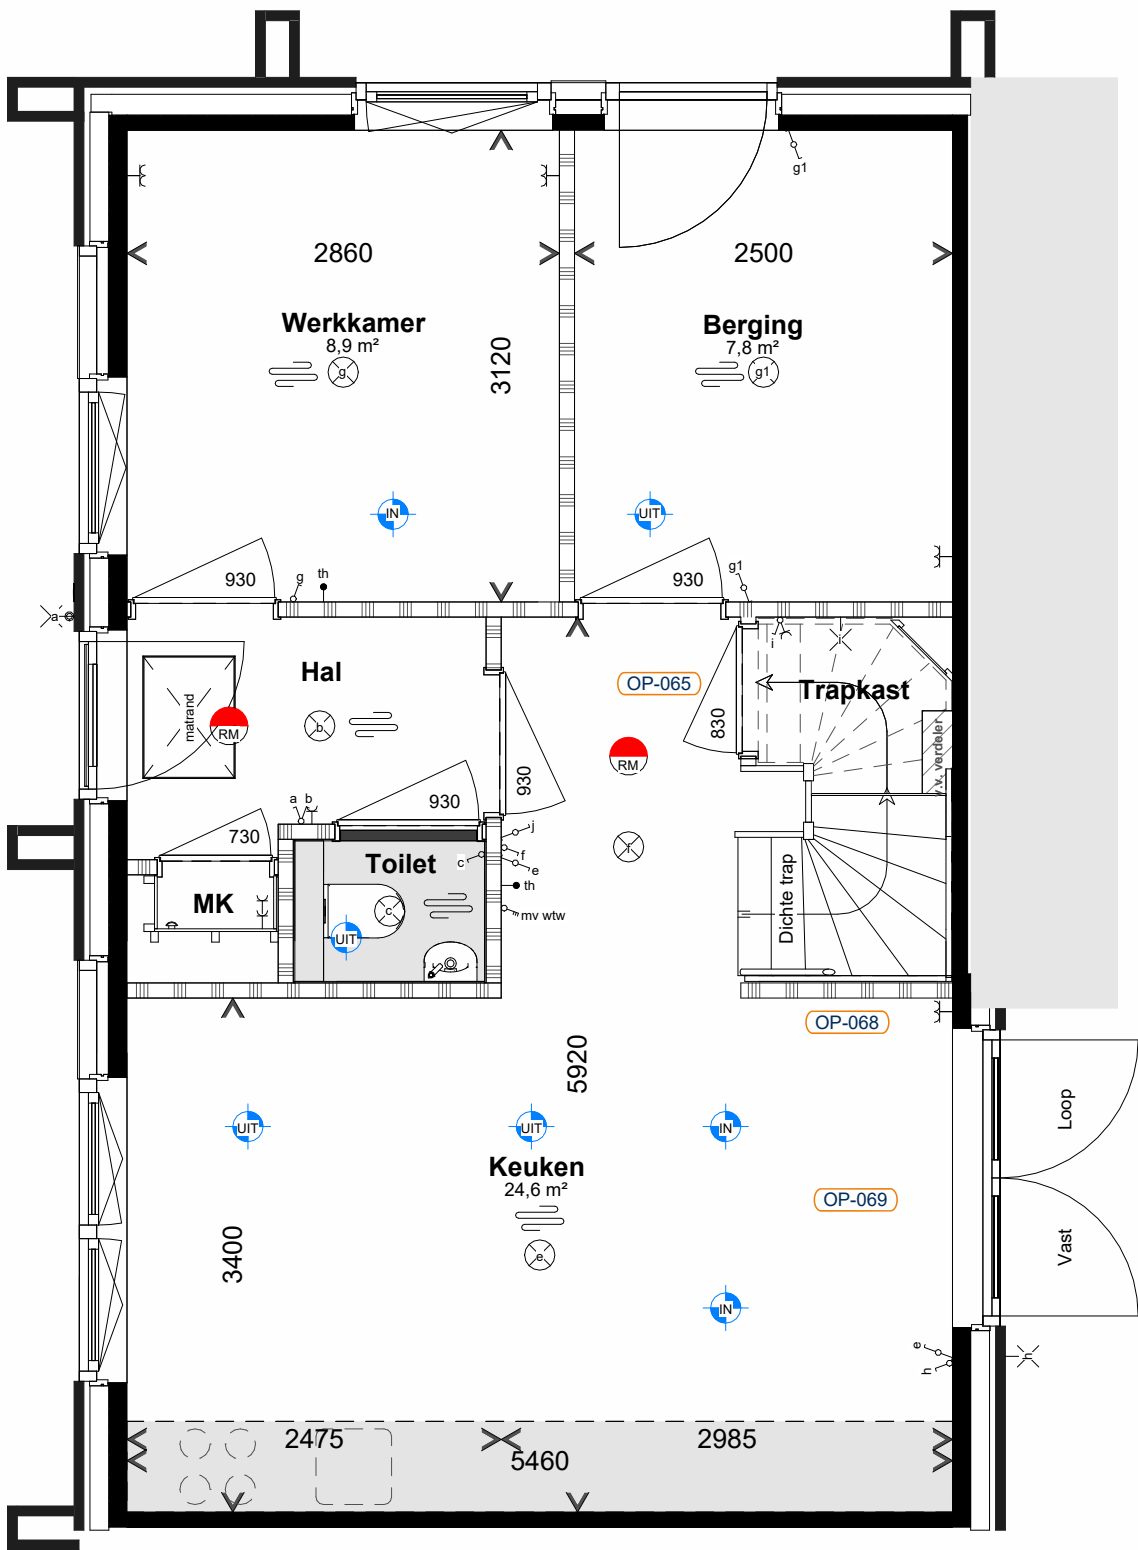 g1
2860
2500
Werkkamer
8,9 m²
g
Berging
7,8 m²
g1
3120
IN
UIT
930
g
th
930
g1
a
i
i
Hal
OP-065
Trapkast
matrand
RM
b
830
RM
v.v. verdeler
930
930
a
b
j
730
f
f
c
e
Toilet
th
MK
c
mv wtw
UIT
Dichte trap
OP-068
5920
Loop
UIT
UIT
IN
Keuken
24,6 m²
OP-069
3400
e
Vast
IN
e
h
h
2475
2985
5460